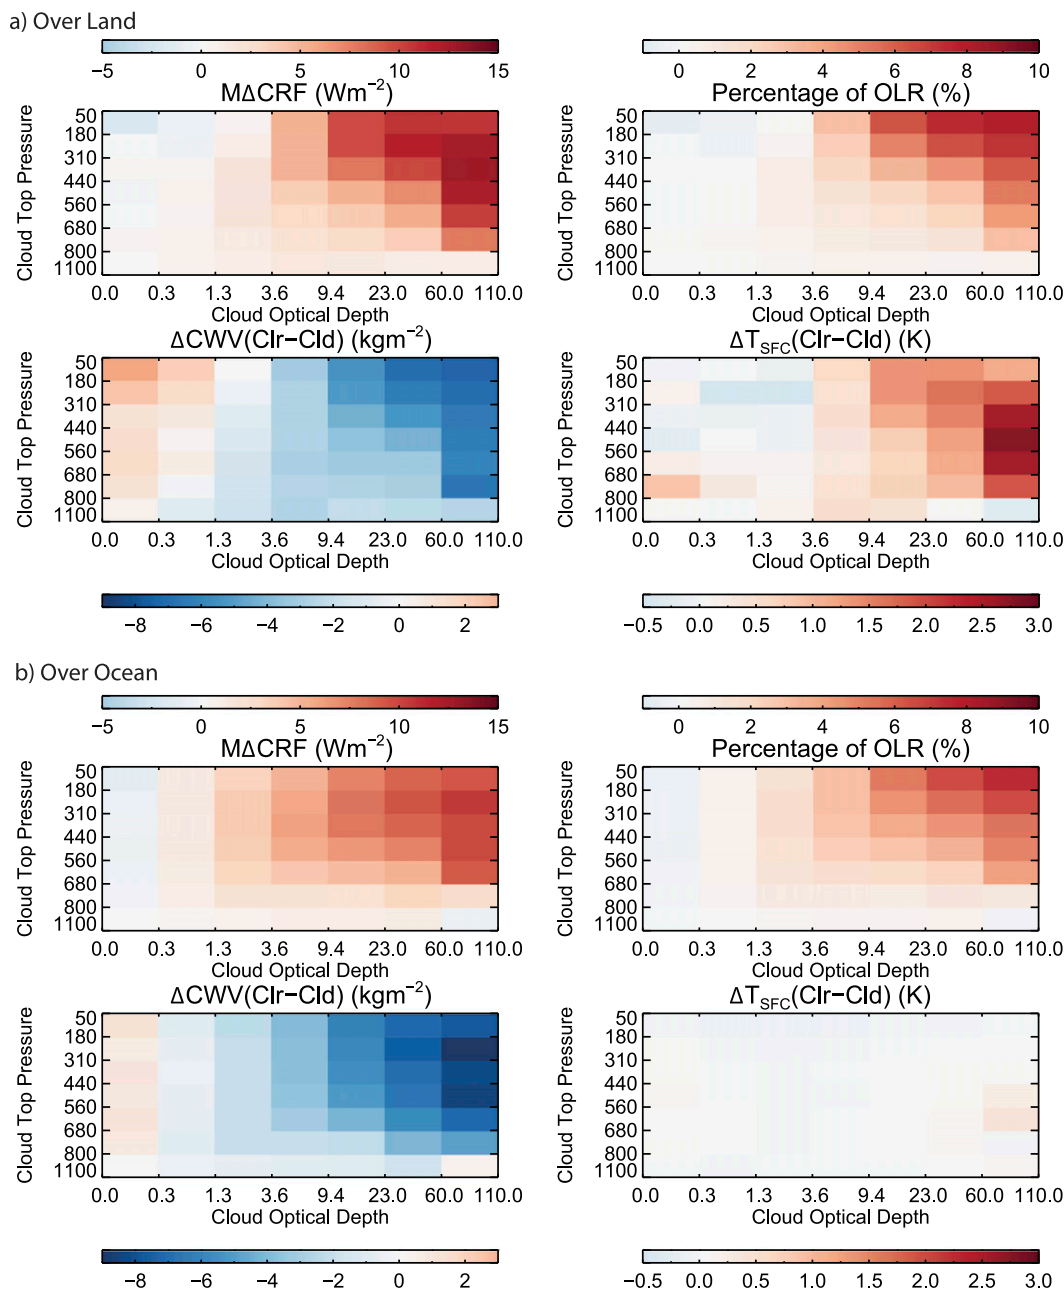 a) Over Land
−5 0 5 10 15
0 2 4 6 8 10
MΔCRF (Wm−2)
Percentage of OLR (%)
Cloud Top Pressure
50
180
310
440
560
680
800
1100
0.0 0.3 1.3 3.6 9.4 23.0 60.0 110.0
Cloud Optical Depth
Cloud Top Pressure
50
180
310
440
560
680
800
1100
0.0 0.3 1.3 3.6 9.4 23.0 60.0 110.0
Cloud Optical Depth
ΔCWV(Clr−Cld) (kgm−2)
ΔTSFC(Clr−Cld) (K)
Cloud Top Pressure
50
180
310
440
560
680
800
1100
0.0 0.3 1.3 3.6 9.4 23.0 60.0 110.0
Cloud Optical Depth
Cloud Top Pressure
50
180
310
440
560
680
800
1100
0.0 0.3 1.3 3.6 9.4 23.0 60.0 110.0
Cloud Optical Depth
−8 −6 −4 −2 0 2
−0.5 0.0 0.5 1.0 1.5 2.0 2.5 3.0
b) Over Ocean
−5 0 5 10 15
0 2 4 6 8 10
MΔCRF (Wm−2)
Percentage of OLR (%)
Cloud Top Pressure
50
180
310
440
560
680
800
1100
0.0 0.3 1.3 3.6 9.4 23.0 60.0 110.0
Cloud Optical Depth
Cloud Top Pressure
50
180
310
440
560
680
800
1100
0.0 0.3 1.3 3.6 9.4 23.0 60.0 110.0
Cloud Optical Depth
ΔCWV(Clr−Cld) (kgm−2)
ΔTSFC(Clr−Cld) (K)
Cloud Top Pressure
50
180
310
440
560
680
800
1100
0.0 0.3 1.3 3.6 9.4 23.0 60.0 110.0
Cloud Optical Depth
Cloud Top Pressure
50
180
310
440
560
680
800
1100
0.0 0.3 1.3 3.6 9.4 23.0 60.0 110.0
Cloud Optical Depth
−8 −6 −4 −2 0 2
−0.5 0.0 0.5 1.0 1.5 2.0 2.5 3.0